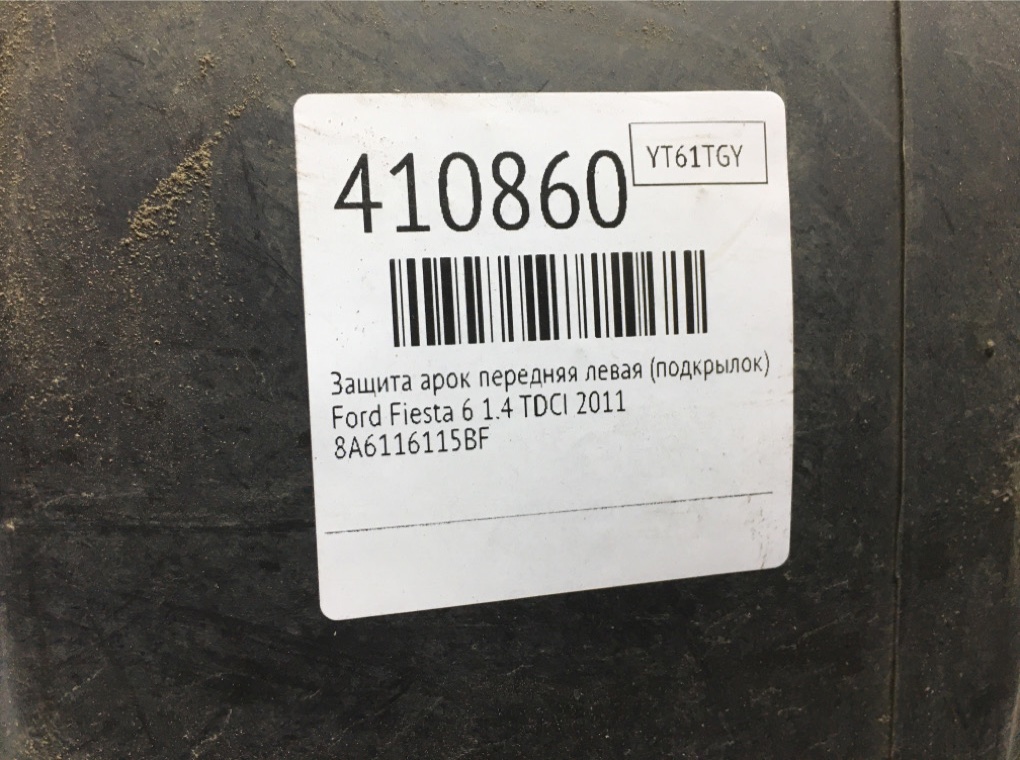 410860
YT61TGY
Защита арок передняя левая (подкрылок)
Ford Fiesta 6 1.4 TDCI 2011
8A6116115BF